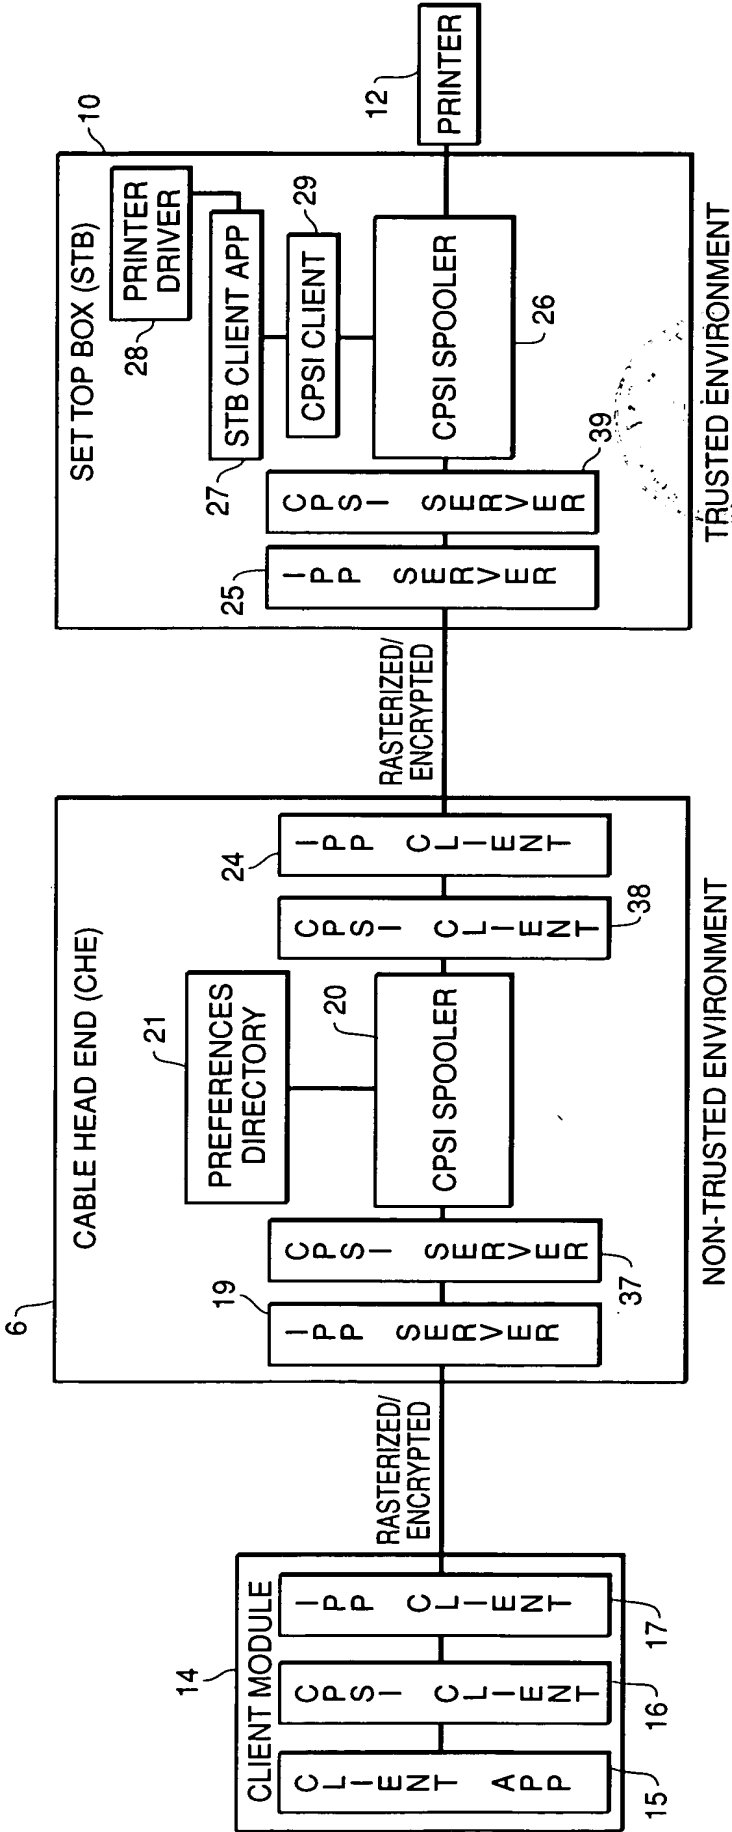 14
CLIENT MODULE
CLIENT APP
15
CPSI CLIENT
16
IPP CLIENT
17
RASTERIZED/
ENCRYPTED
6
CABLE HEAD END (CHE)
19
IPP SERVER
CPSI SERVER
37
21
PREFERENCES
DIRECTORY
20
CPSI SPOOLER
CPSI CLIENT
38
24
IPP CLIENT
NON-TRUSTED ENVIRONMENT
RASTERIZED/
ENCRYPTED
10
SET TOP BOX (STB)
25
IPP SERVER
CPSI SERVER
39
28
PRINTER
DRIVER
27
STB CLIENT APP
29
CPSI CLIENT
CPSI SPOOLER
26
TRUSTED ENVIRONMENT
12
PRINTER